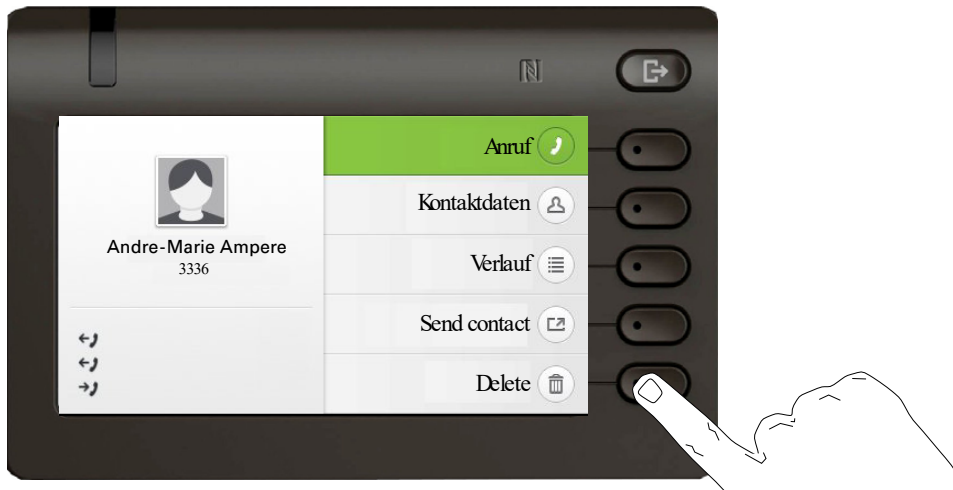 Anruf
Kontaktdaten
Andre-Marie Ampere
3336
Verlauf
Send contact
Delete